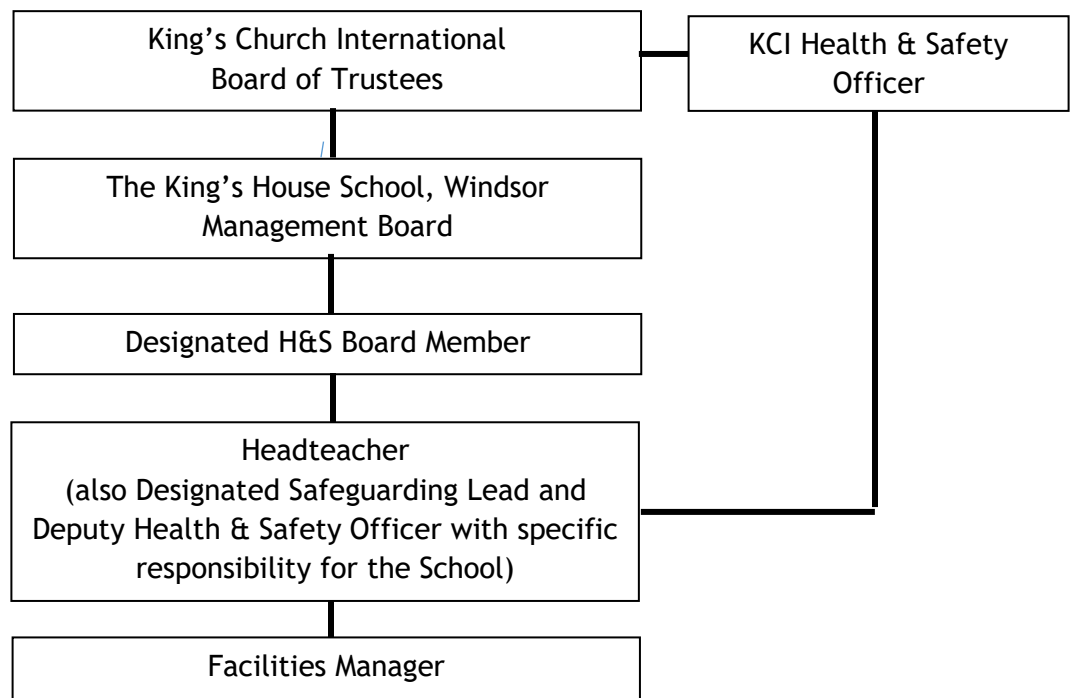 King’s Church International
Board of Trustees
KCI Health & Safety
Officer
The King’s House School, Windsor
Management Board
Designated H&S Board Member
Headteacher
(also Designated Safeguarding Lead and
Deputy Health & Safety Officer with specific
responsibility for the School)
Facilities Manager